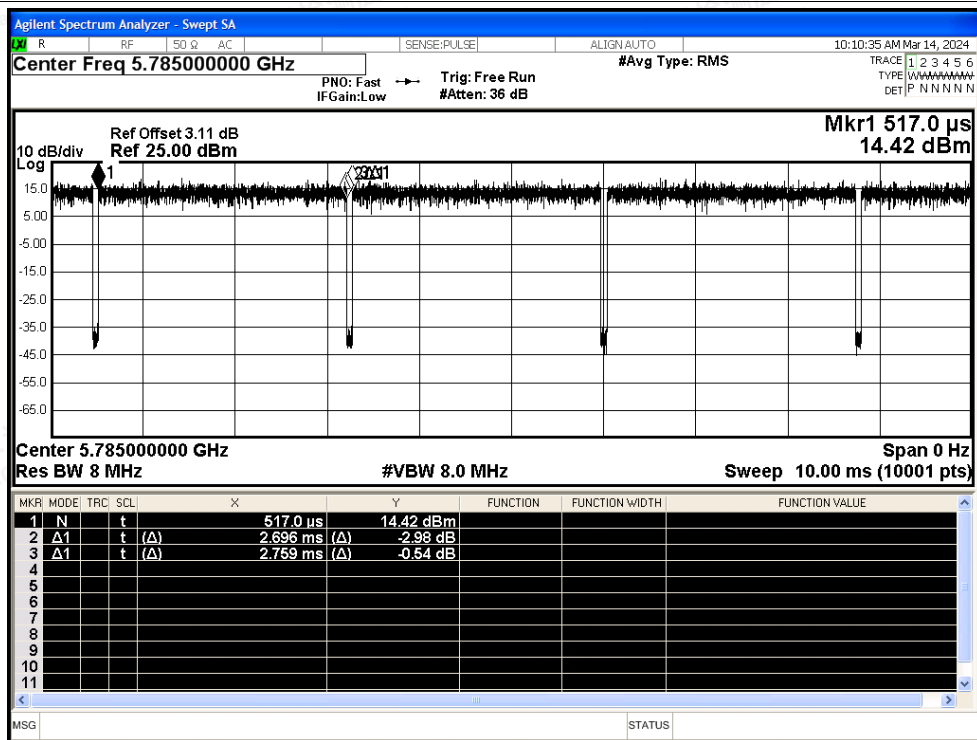 Agilent Spectrum Analyzer - Swept SA
LXI R RF 50 Ω AC SENSE:PULSE ALIGN AUTO 10:10:35 AM Mar 14, 2024
Center Freq 5.785000000 GHz
#Avg Type: RMS
TRACE 1 2 3 4 5 6
PNO: Fast Trig: Free Run
TYPE WWWWWW
IFGain:Low #Atten: 36 dB
DET P N N N N N
Mkr1 517.0 µs
14.42 dBm
Ref Offset 3.11 dB
10 dB/div Ref 25.00 dBm
Log
1
15.0
5.00
-5.00
-15.0
-25.0
-35.0
-45.0
-55.0
-65.0
Center 5.785000000 GHz Span 0 Hz
Res BW 8 MHz #VBW 8.0 MHz Sweep 10.00 ms (10001 pts)
MKR MODE TRC SCL X Y FUNCTION FUNCTION WIDTH FUNCTION VALUE
1 N t 517.0 µs 14.42 dBm
2 Δ1 t (Δ) 2.696 ms (Δ) -2.98 dB
3 Δ1 t (Δ) 2.759 ms (Δ) -0.54 dB
4
5
6
7
8
9
10
11
MSG STATUS